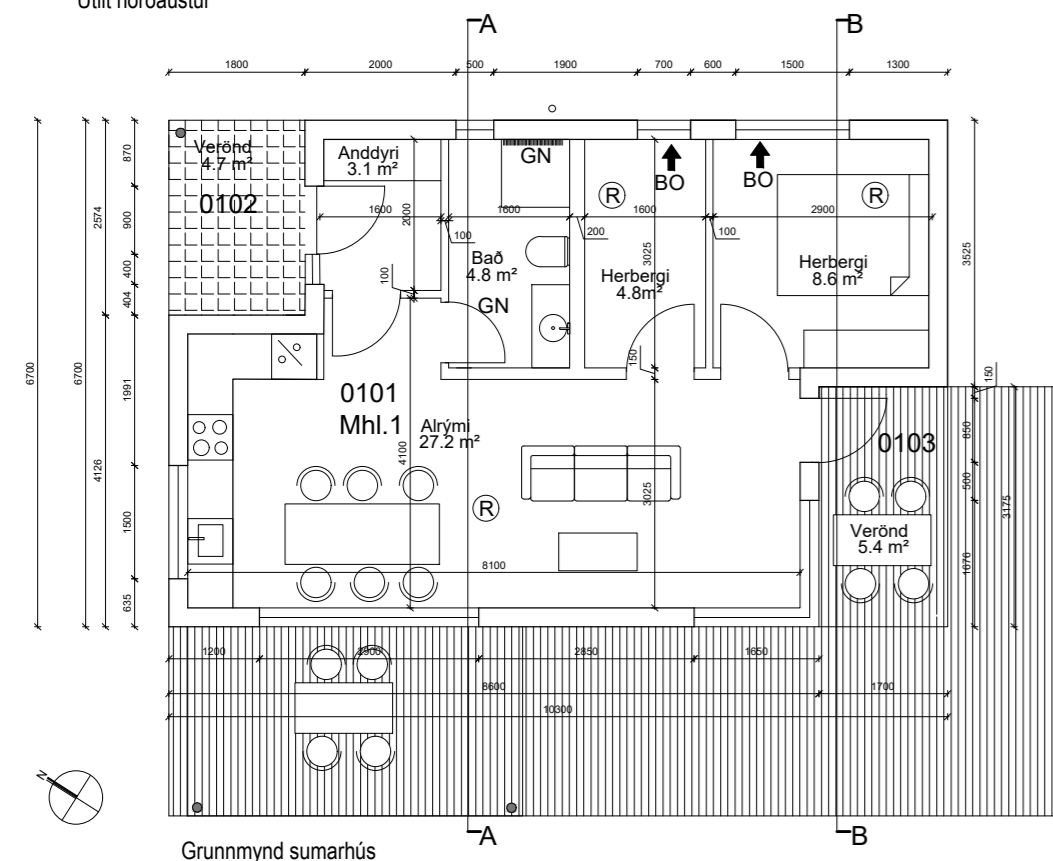 Útlit norðaustur
A
B
1800
2000
500
1900
700
600
1500
1300
Verönd
4.7 m²
0102
Anddyri
3.1 m²
GN
BO
BO
R
R
870
900
400
404
2574
6700
6700
1991
4126
1500
635
1600
2000
100
1600
100
200
1600
3025
100
2900
3525
Bað
4.8 m²
GN
Herbergi
4.8m²
Herbergi
8.6 m²
100
150
150
0101
Mhl.1
Alrými
27.2 m²
4100
R
3025
8100
0103
850
500
3175
1676
Verönd
5.4 m²
1200
2900
2850
1650
8600
1700
10300
N
A
B
Grunnmynd sumarhús